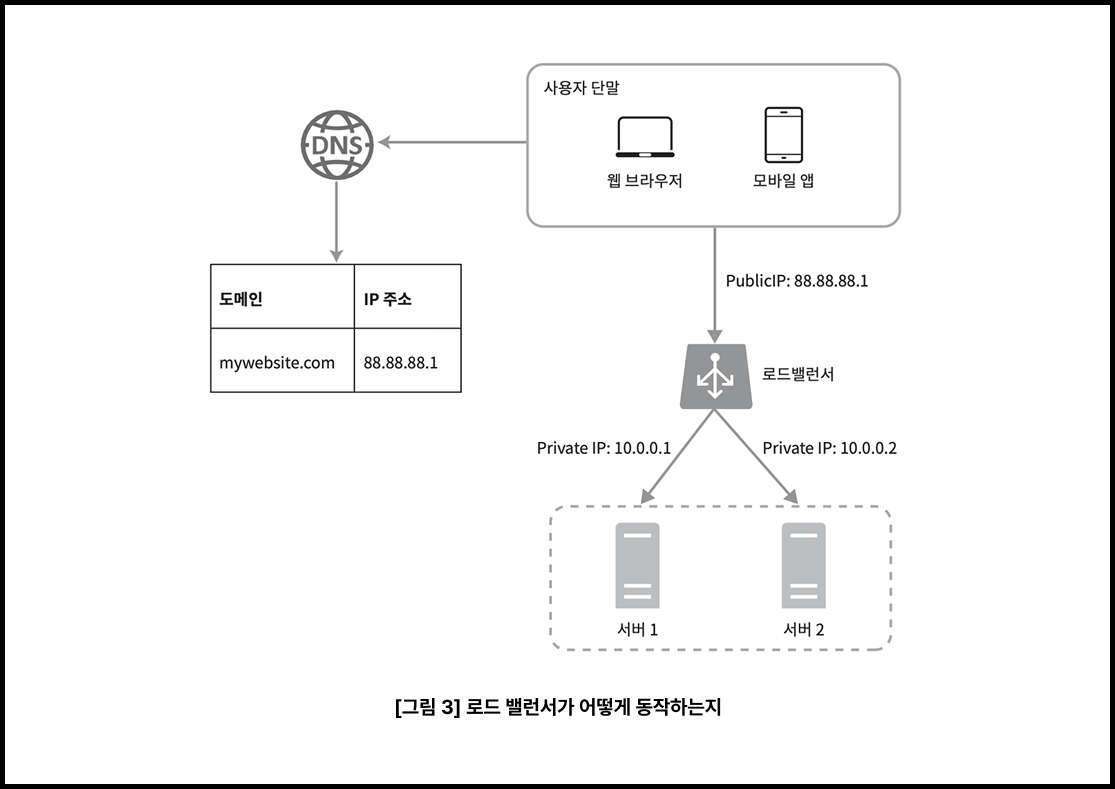 사용자 단말
DNS
웹 브라우저
모바일 앱
도메인
IP 주소
mywebsite.com
88.88.88.1
PublicIP: 88.88.88.1
로드밸런서
Private IP: 10.0.0.1
Private IP: 10.0.0.2
서버 1
서버 2
[그림 3] 로드 밸런서가 어떻게 동작하는지